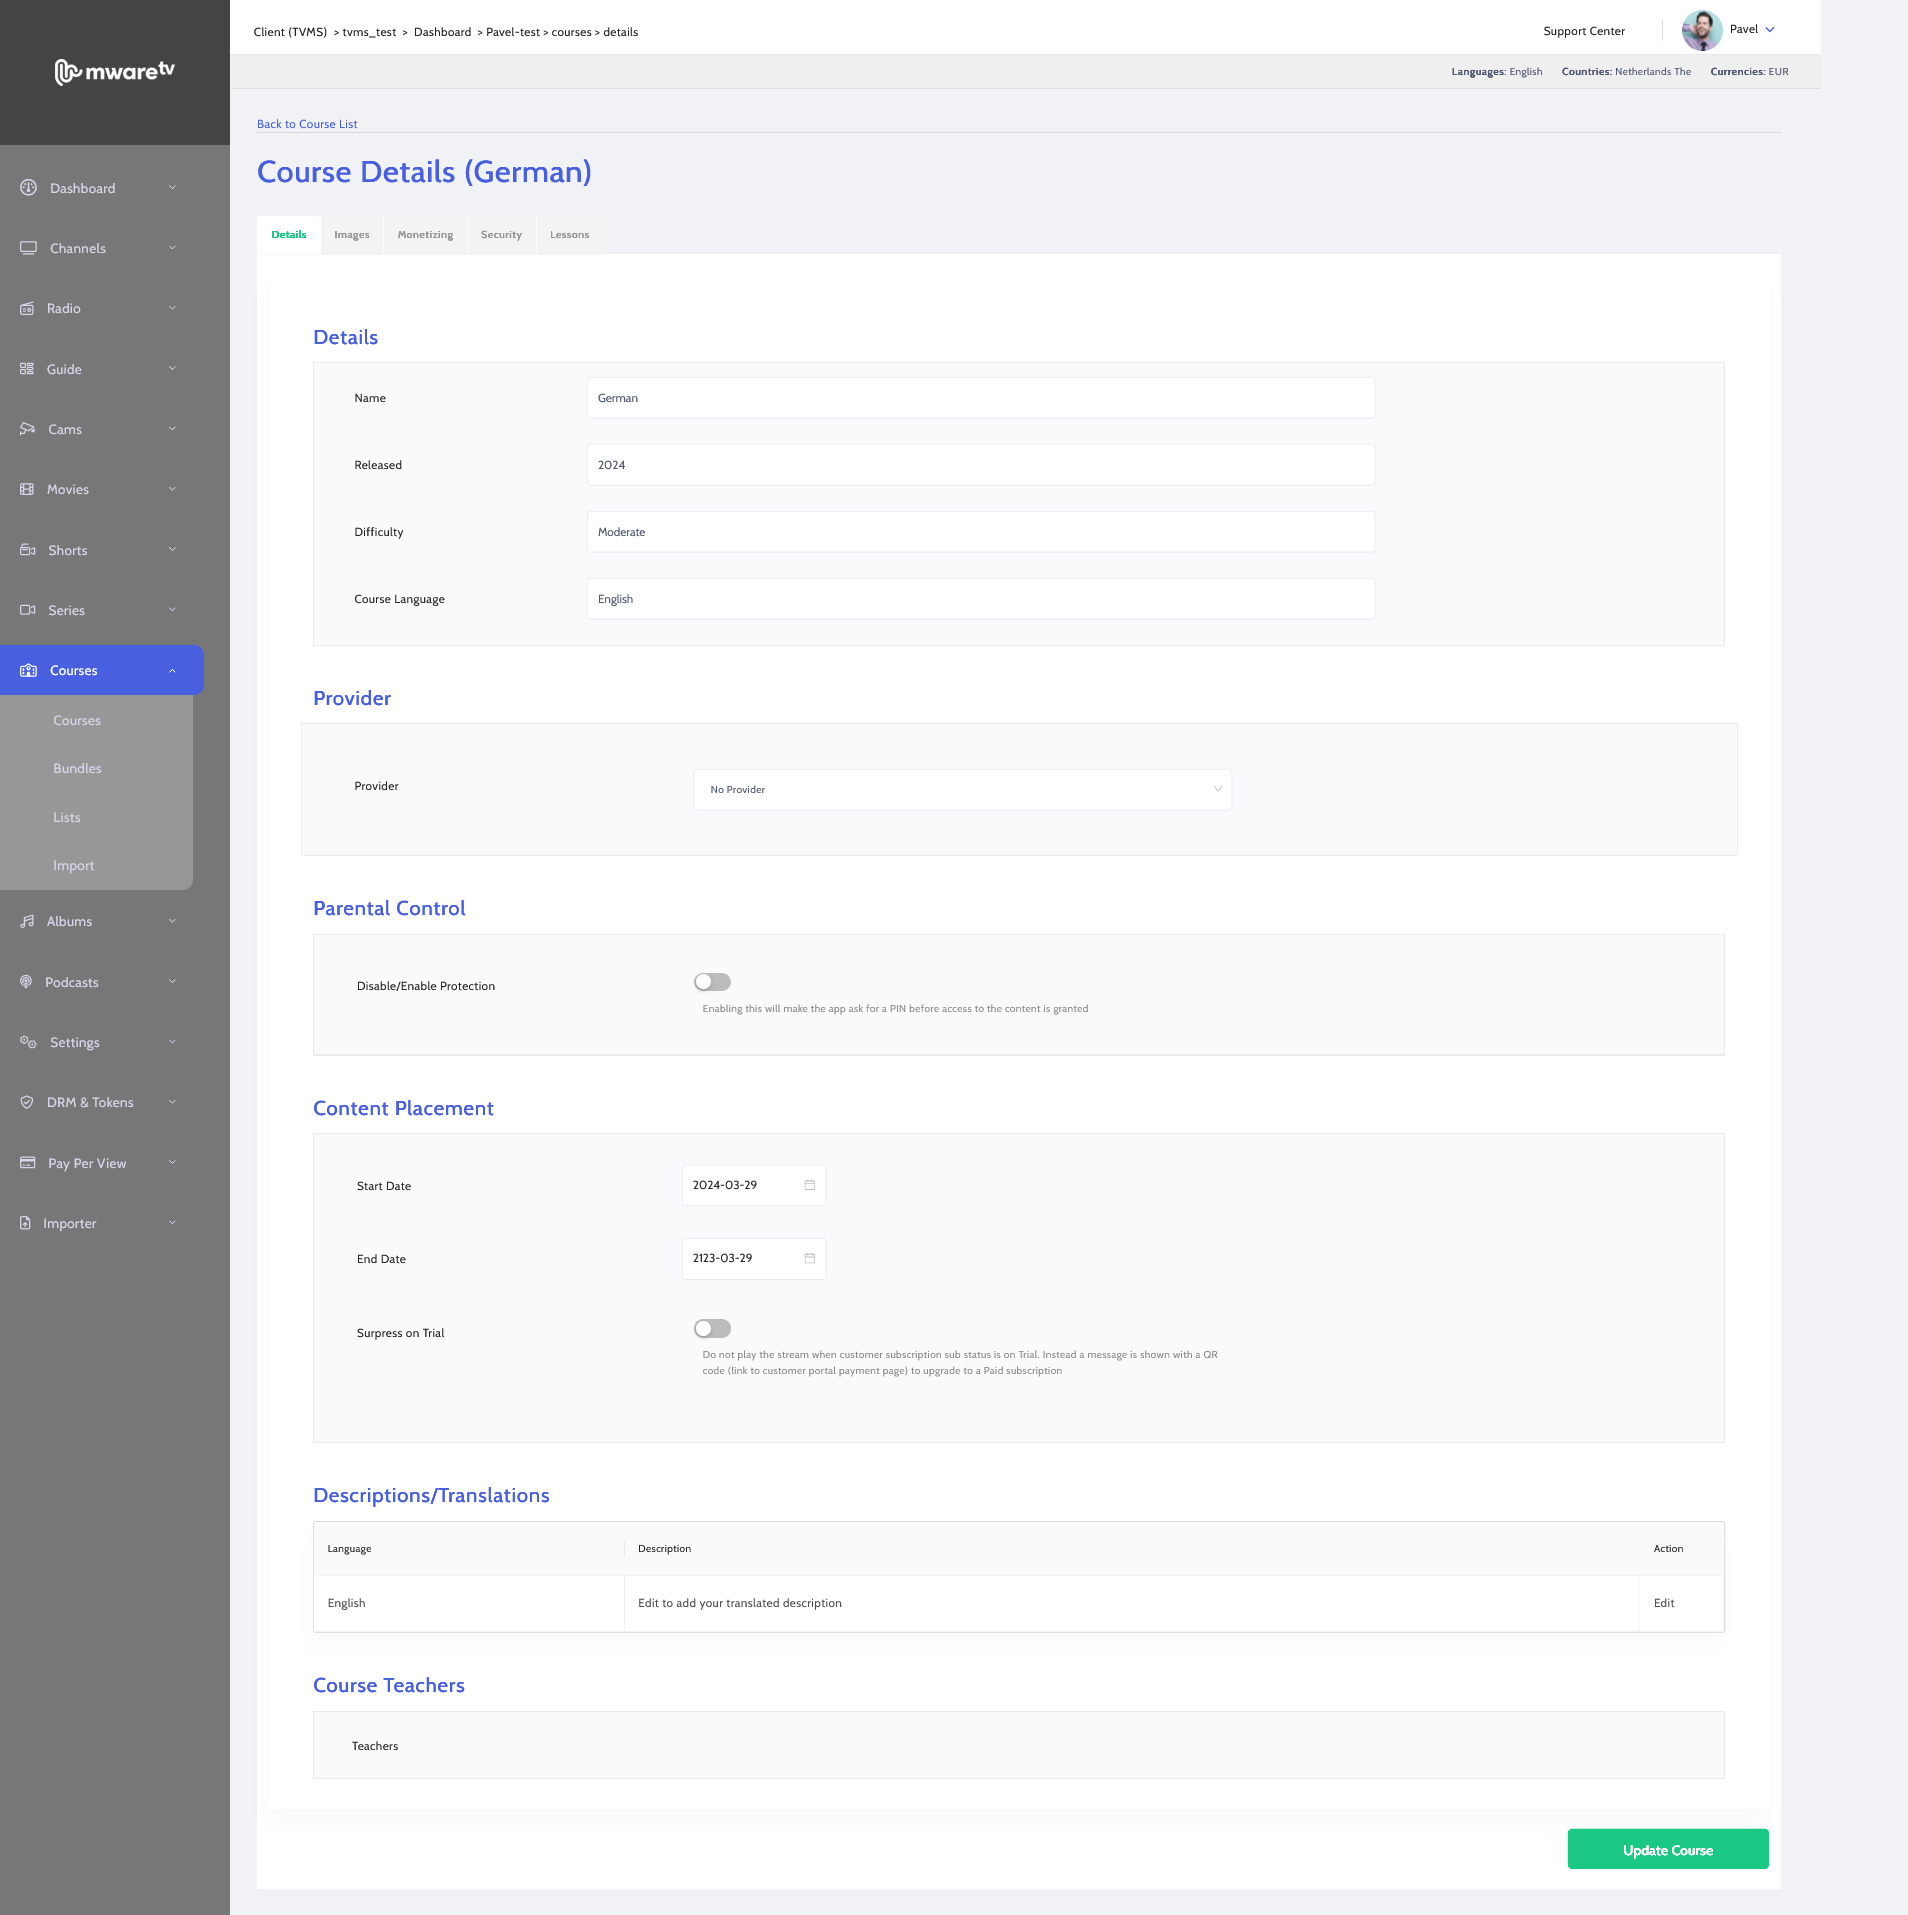 mwaretv
Client (TVMS) > tvms_test > Dashboard > Pavel-test > courses > details
Support Center
Pavel
Languages: English Countries: Netherlands The Currencies: EUR
Dashboard
Channels
Radio
Guide
Cams
Movies
Shorts
Series
Courses
Courses
Bundles
Lists
Import
Albums
Podcasts
Settings
DRM & Tokens
Pay Per View
Importer
Back to Course List
Course Details (German)
Details Images Monetizing Security Lessons
Details
Name German
Released 2024
Difficulty Moderate
Course Language English
Provider
Provider No Provider
Parental Control
Disable/Enable Protection
Enabling this will make the app ask for a PIN before access to the content is granted
Content Placement
Start Date 2024-03-29
End Date 2123-03-29
Surpress on Trial
Do not play the stream when customer subscription sub status is on Trial. Instead a message is shown with a QR
code (link to customer portal payment page) to upgrade to a Paid subscription
Descriptions/Translations
Language Description Action
English Edit to add your translated description Edit
Course Teachers
Teachers
Update Course